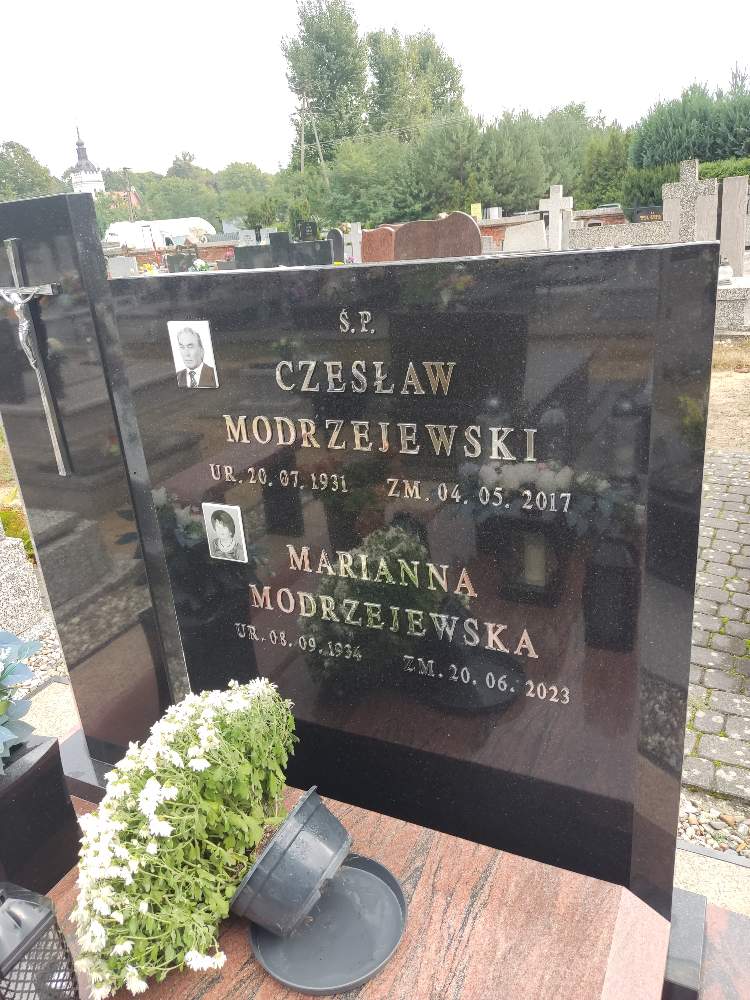 Ś.P.
CZESŁAW
MODRZEJEWSKI
UR. 20.07.1931 ZM. 04.05.2017
MARIANNA
MODRZEJEWSKA
UR. 08.09.1934 ZM. 20.06.2023